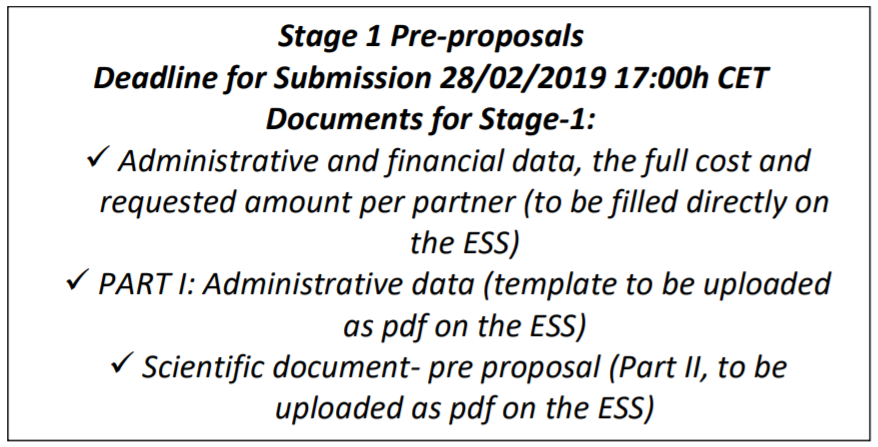 Stage 1 Pre-proposals
Deadline for Submission 28/02/2019 17:00h CET
Documents for Stage-1:
✓ Administrative and financial data, the full cost and
requested amount per partner (to be filled directly on
the ESS)
✓ PART I: Administrative data (template to be uploaded
as pdf on the ESS)
✓ Scientific document- pre proposal (Part II, to be
uploaded as pdf on the ESS)